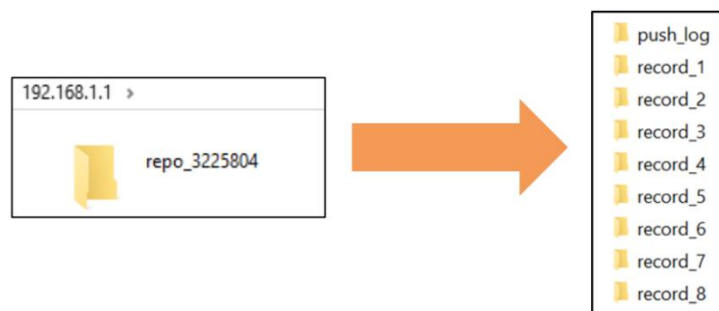 192.168.1.1 >
repo_3225804
push_log
record_1
record_2
record_3
record_4
record_5
record_6
record_7
record_8